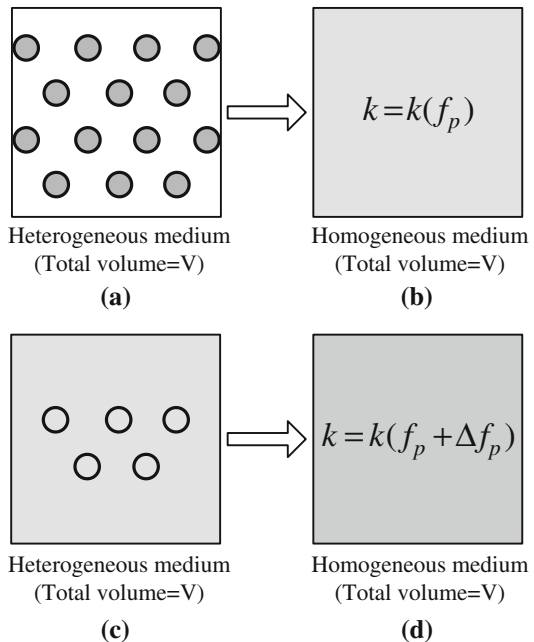 k=k(f_p)
Heterogeneous medium
(Total volume=V)
(a)
Homogeneous medium
(Total volume=V)
(b)
k = k(f_p + Δf_p)
Heterogeneous medium
(Total volume=V)
(c)
Homogeneous medium
(Total volume=V)
(d)